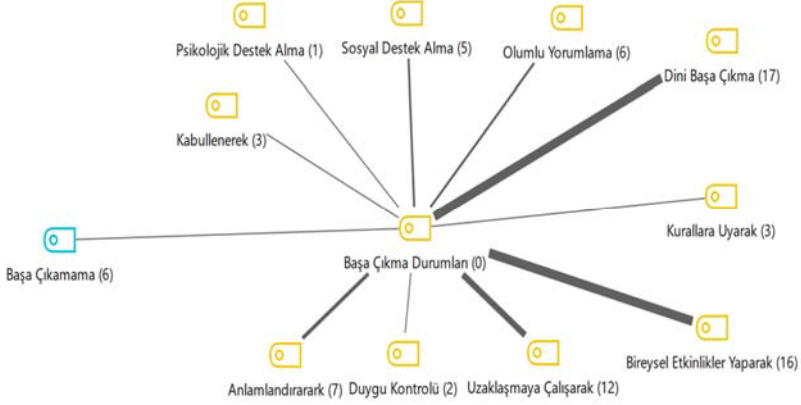 Psikolojik Destek Alma (1)
Sosyal Destek Alma (5)
Olumlu Yorumlama (6)
Dini Başa Çıkma (17)
Kabullenerek (3)
Kurallara Uyarak (3)
Başa Çıkamama (6)
Başa Çıkma Durumları (0)
Bireysel Etkinlikler Yaparak (16)
Anlamlandırarark (7)
Duygu Kontrolü (2)
Uzaklaşmaya Çalışarak (12)